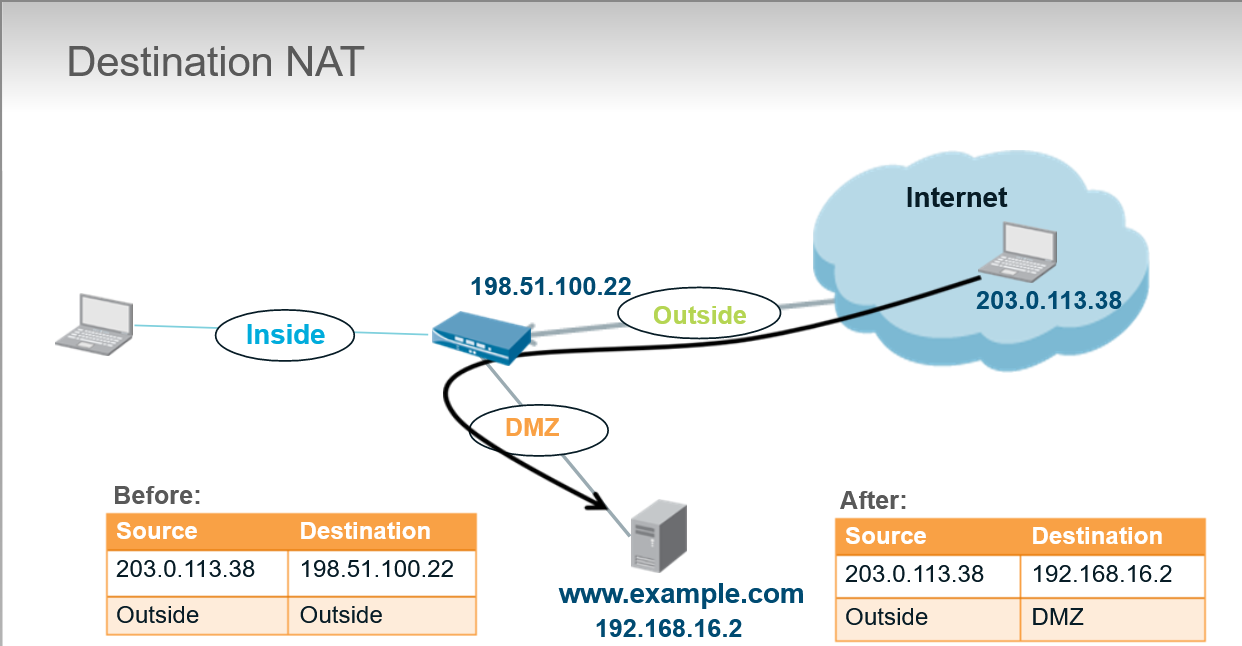 Destination NAT
Internet
198.51.100.22
203.0.113.38
Outside
Inside
DMZ
www.example.com
192.168.16.2
Before:
Source Destination
203.0.113.38 198.51.100.22
Outside Outside
After:
Source Destination
203.0.113.38 192.168.16.2
Outside DMZ